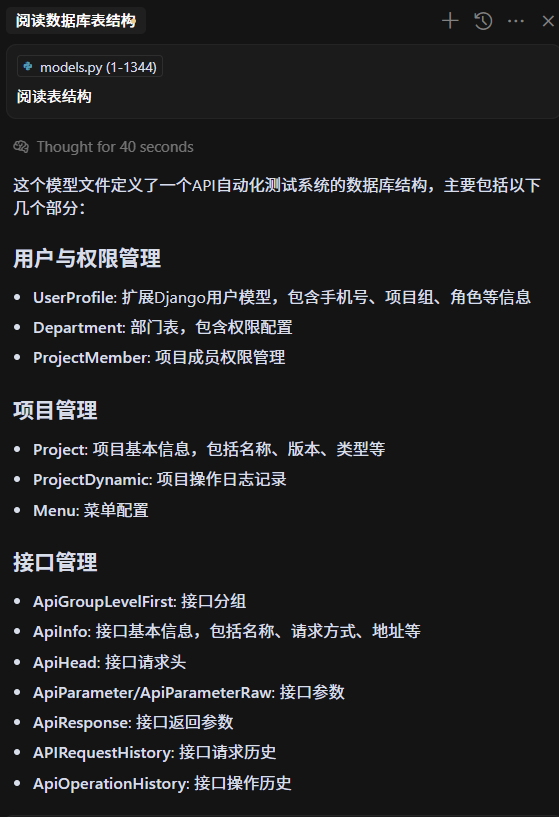 阅读数据库表结构
models.py (1-1344)
阅读表结构
Thought for 40 seconds
这个模型文件定义了一个API自动化测试系统的数据库结构，主要包括以下
几个部分：
用户与权限管理
• UserProfile: 扩展Django用户模型，包含手机号、项目组、角色等信息
• Department: 部门表，包含权限配置
• ProjectMember: 项目成员权限管理
项目管理
• Project: 项目基本信息，包括名称、版本、类型等
• ProjectDynamic: 项目操作日志记录
• Menu: 菜单配置
接口管理
• ApiGroupLevelFirst: 接口分组
• ApiInfo: 接口基本信息，包括名称、请求方式、地址等
• ApiHead: 接口请求头
• ApiParameter/ApiParameterRaw: 接口参数
• ApiResponse: 接口返回参数
• APIRequestHistory: 接口请求历史
• ApiOperationHistory: 接口操作历史